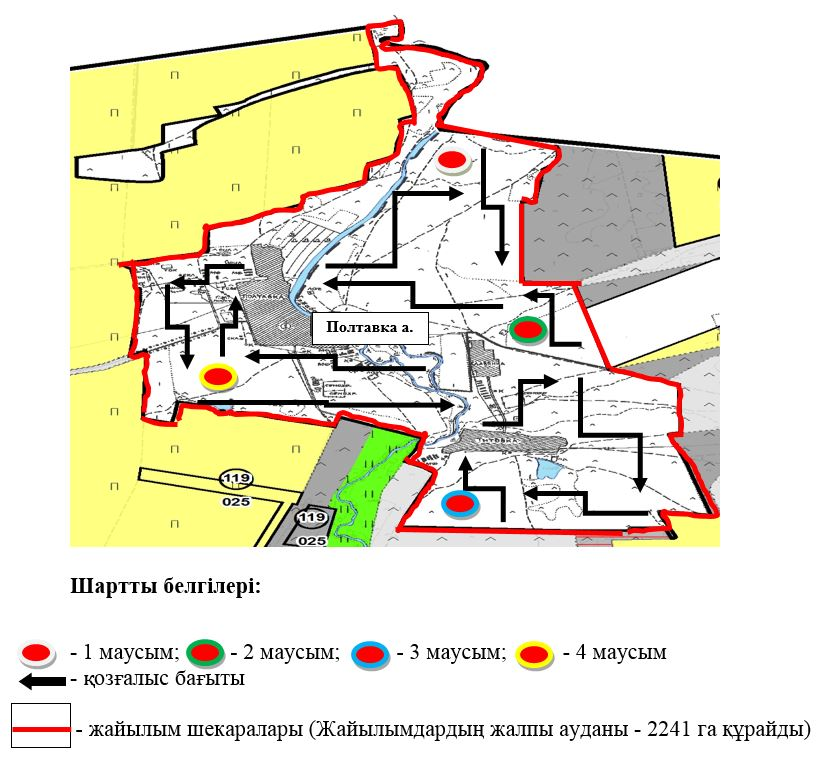 ПОЛТАВКА
Полтавка а.
119
025
119
025
Шартты белгілері:
- 1 маусым; - 2 маусым; - 3 маусым; - 4 маусым
- қозғалыс бағыты
- жайылым шекаралары (Жайылымдардың жалпы ауданы - 2241 га құрайды)